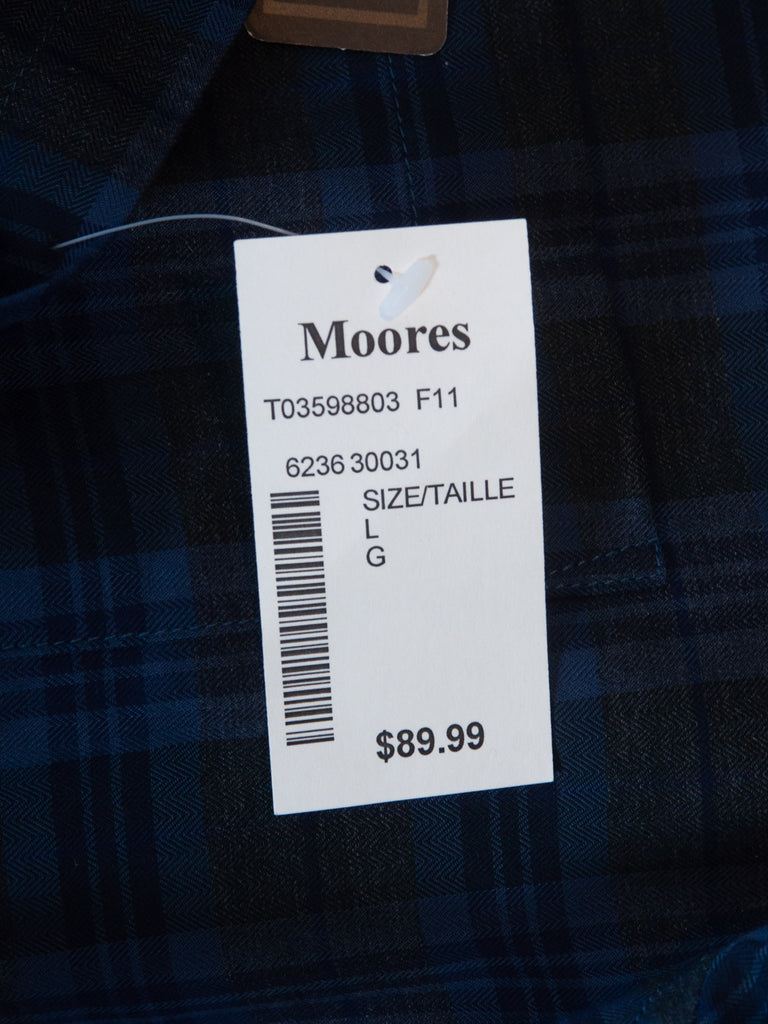 Moores
T03598803 F11
6236 30031
SIZE/TAILLE
L
G
$89.99